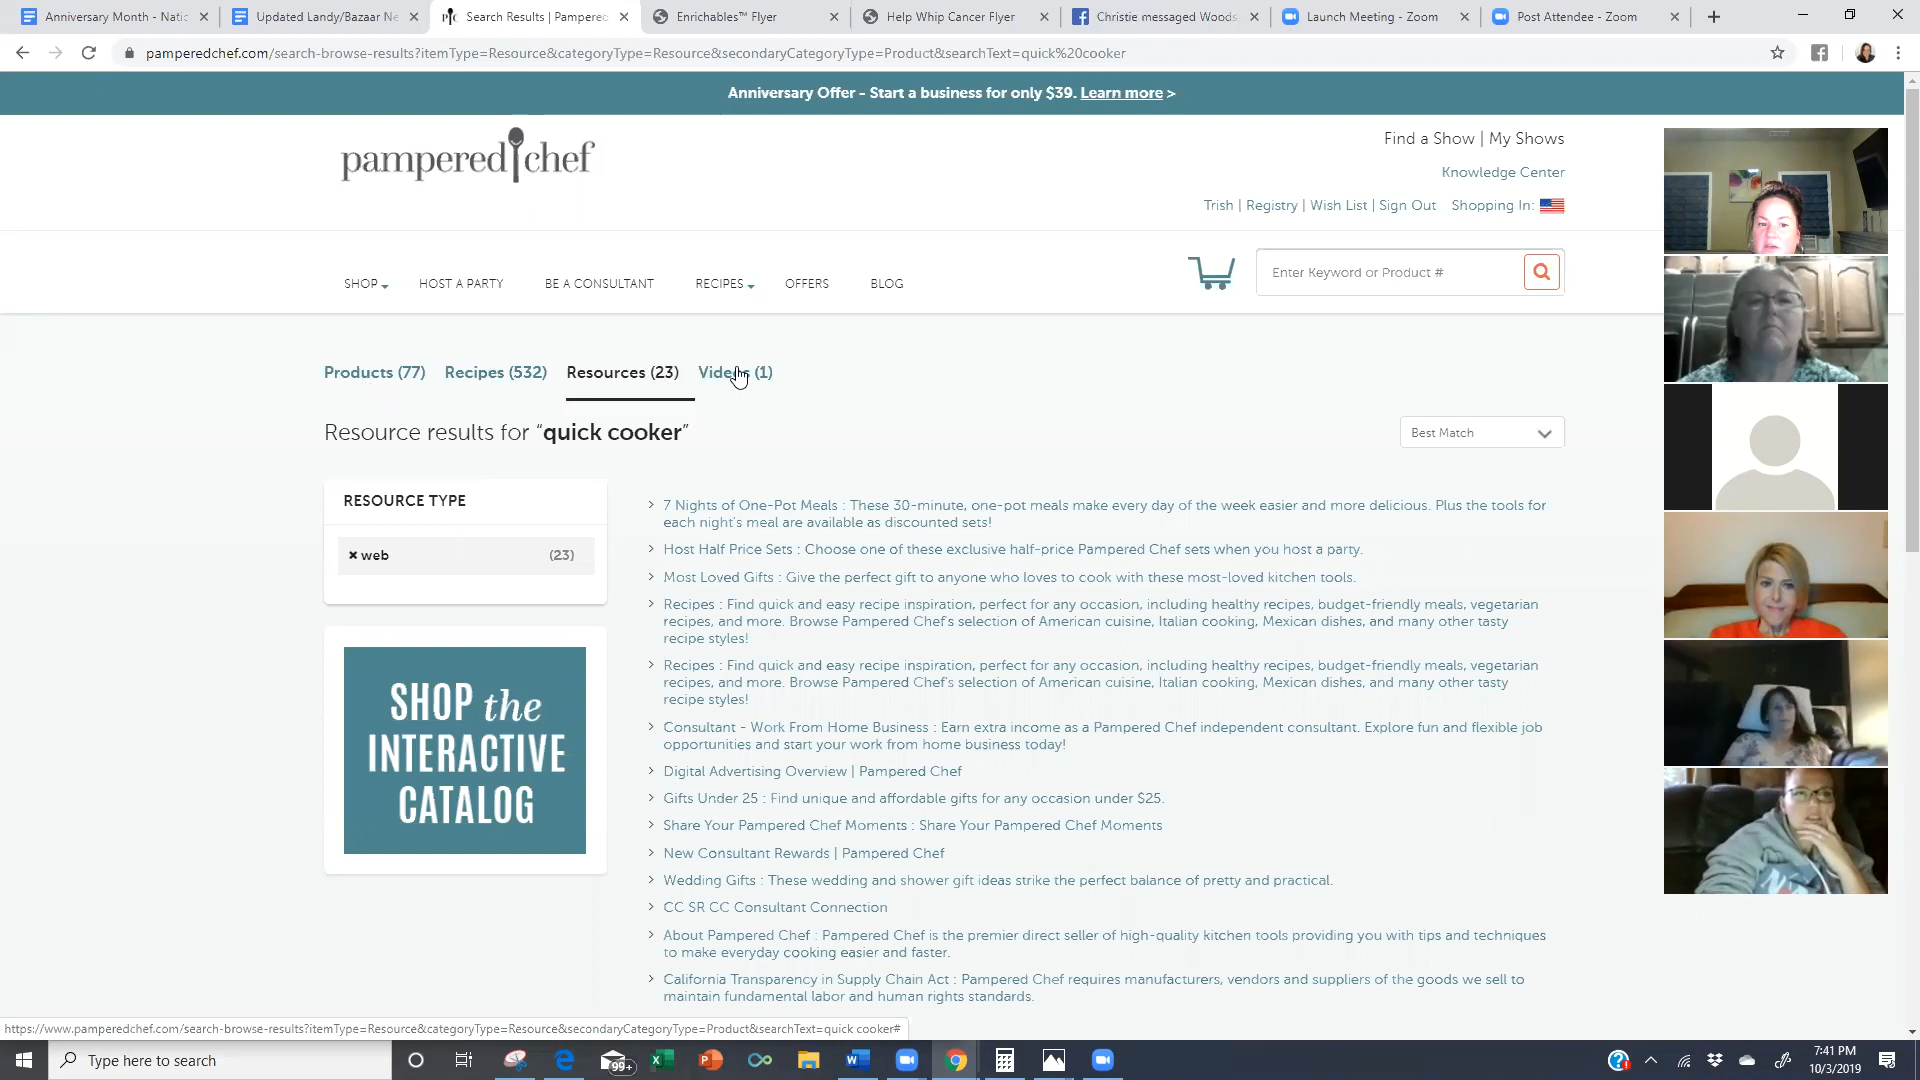 Anniversary Month - Natio
Updated Landy/Bazaar Ne
Search Results | Pampered
Enrichables™ Flyer
Help Whip Cancer Flyer
Christie messaged Woods
Launch Meeting - Zoom
Post Attendee - Zoom
pamperedchef.com/search-browse-results?itemType=Resource&categoryType=Resource&secondaryCategoryType=Product&searchText=quick%20cooker
Anniversary Offer - Start a business for only $39. Learn more >
pampered chef
Find a Show | My Shows
Knowledge Center
Trish | Registry | Wish List | Sign Out Shopping In:
SHOP HOST A PARTY BE A CONSULTANT RECIPES OFFERS BLOG
Enter Keyword or Product #
Products (77) Recipes (532) Resources (23) Videos (1)
Resource results for “quick cooker”
Best Match
RESOURCE TYPE
× web (23)
SHOP the
INTERACTIVE
CATALOG
> 7 Nights of One-Pot Meals : These 30-minute, one-pot meals make every day of the week easier and more delicious. Plus the tools for
each night's meal are available as discounted sets!
> Host Half Price Sets : Choose one of these exclusive half-price Pampered Chef sets when you host a party.
> Most Loved Gifts : Give the perfect gift to anyone who loves to cook with these most-loved kitchen tools.
> Recipes : Find quick and easy recipe inspiration, perfect for any occasion, including healthy recipes, budget-friendly meals, vegetarian
recipes, and more. Browse Pampered Chef's selection of American cuisine, Italian cooking, Mexican dishes, and many other tasty
recipe styles!
> Recipes : Find quick and easy recipe inspiration, perfect for any occasion, including healthy recipes, budget-friendly meals, vegetarian
recipes, and more. Browse Pampered Chef's selection of American cuisine, Italian cooking, Mexican dishes, and many other tasty
recipe styles!
> Consultant - Work From Home Business : Earn extra income as a Pampered Chef independent consultant. Explore fun and flexible job
opportunities and start your work from home business today!
> Digital Advertising Overview | Pampered Chef
> Gifts Under 25 : Find unique and affordable gifts for any occasion under $25.
> Share Your Pampered Chef Moments : Share Your Pampered Chef Moments
> New Consultant Rewards | Pampered Chef
> Wedding Gifts : These wedding and shower gift ideas strike the perfect balance of pretty and practical.
> CC SR CC Consultant Connection
> About Pampered Chef : Pampered Chef is the premier direct seller of high-quality kitchen tools providing you with tips and techniques
to make everyday cooking easier and faster.
> California Transparency in Supply Chain Act : Pampered Chef requires manufacturers, vendors and suppliers of the goods we sell to
maintain fundamental labor and human rights standards.
https://www.pamperedchef.com/search-browse-results?itemType=Resource&categoryType=Resource&secondaryCategoryType=Product&searchText=quick cooker#
Type here to search
99+
7:41 PM
10/3/2019